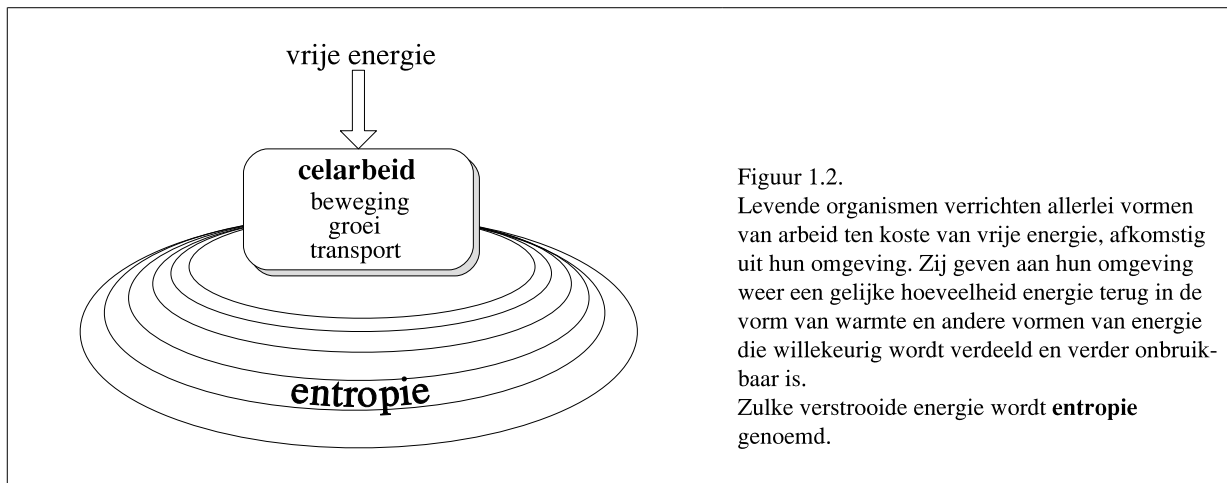 vrije energie
celarbeid
beweging
groei
transport
entropie
Figuur 1.2.
Levende organismen verrichten allerlei vormen
van arbeid ten koste van vrije energie, afkomstig
uit hun omgeving. Zij geven aan hun omgeving
weer een gelijke hoeveelheid energie terug in de
vorm van warmte en andere vormen van energie
die willekeurig wordt verdeeld en verder onbruik-
baar is.
Zulke verstrooide energie wordt entropie
genoemd.